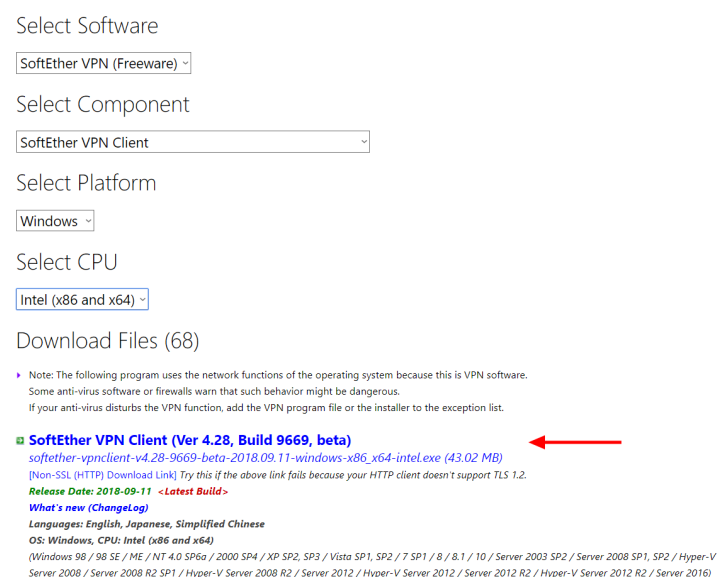 Select Software
SoftEther VPN (Freeware)
Select Component
SoftEther VPN Client
Select Platform
Windows
Select CPU
Intel (x86 and x64)
Download Files (68)
Note: The following program uses the network functions of the operating system because this is VPN software.
Some anti-virus software or firewalls warn that such behavior might be dangerous.
If your anti-virus disturbs the VPN function, add the VPN program file or the installer to the exception list.
SoftEther VPN Client (Ver 4.28, Build 9669, beta)
softether-vpnclient-v4.28-9669-beta-2018.09.11-windows-x86_x64-intel.exe (43.02 MB)
[Non-SSL (HTTP) Download Link] Try this if the above link fails because your HTTP client doesn't support TLS 1.2.
Release Date: 2018-09-11 <Latest Build>
What's new (ChangeLog)
Languages: English, Japanese, Simplified Chinese
OS: Windows, CPU: Intel (x86 and x64)
(Windows 98 / 98 SE / ME / NT 4.0 SP6a / 2000 SP4 / XP SP2, SP3 / Vista SP1, SP2 / 7 SP1 / 8 / 8.1 / 10 / Server 2003 SP2 / Server 2008 SP1, SP2 / Hyper-V
Server 2008 / Server 2008 R2 SP1 / Hyper-V Server 2008 R2 / Server 2012 / Hyper-V Server 2012 / Server 2012 R2 / Hyper-V Server 2012 R2 / Server 2016)